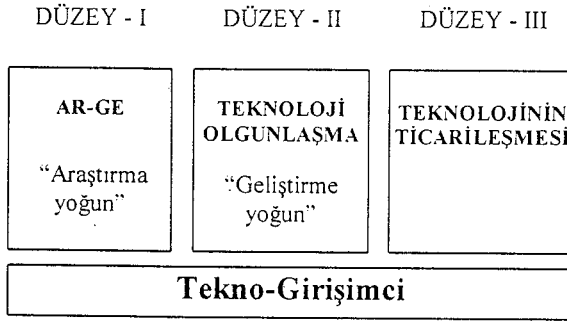 DÜZEY - I
DÜZEY - II
DÜZEY - III
AR-GE
“Araştırma
yoğun”
TEKNOLOJİ
OLGUNLAŞMA
“Geliştirme
yoğun”
TEKNOLOJİNİN
TİCARİLEŞMESİ
Tekno-Girişimci